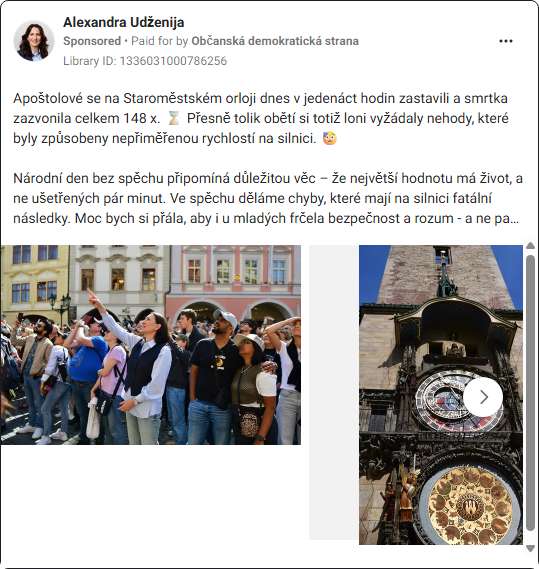 Alexandra Udženija
Sponsored • Paid for by Občanská demokratická strana
Library ID: 1336031000786256
Apoštolové se na Staroměstském orloji dnes v jedenáct hodin zastavili a smrtka
zazvonila celkem 148 x. ⏳ Přesně tolik obětí si totiž loni vyžádaly nehody, které
byly způsobeny nepřiměřenou rychlostí na silnici. 🤕
Národní den bez spěchu připomíná důležitou věc – že největší hodnotu má život, a
ne ušetřených pár minut. Ve spěchu děláme chyby, které mají na silnici fatální
následky. Moc bych si přála, aby i u mladých frčela bezpečnost a rozum - a ne pa...